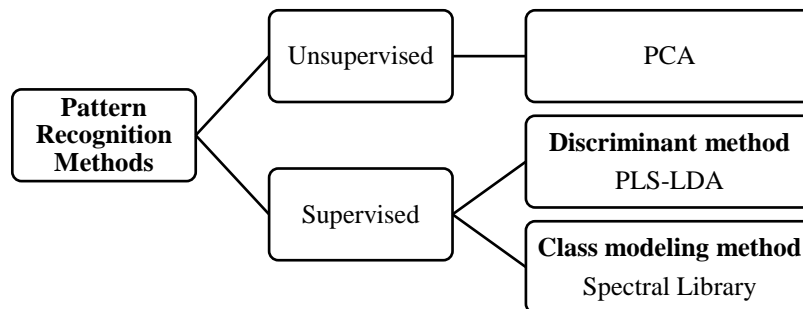 Unsupervised
PCA
Pattern
Recognition
Methods
Discriminant method
PLS-LDA
Supervised
Class modeling method
Spectral Library